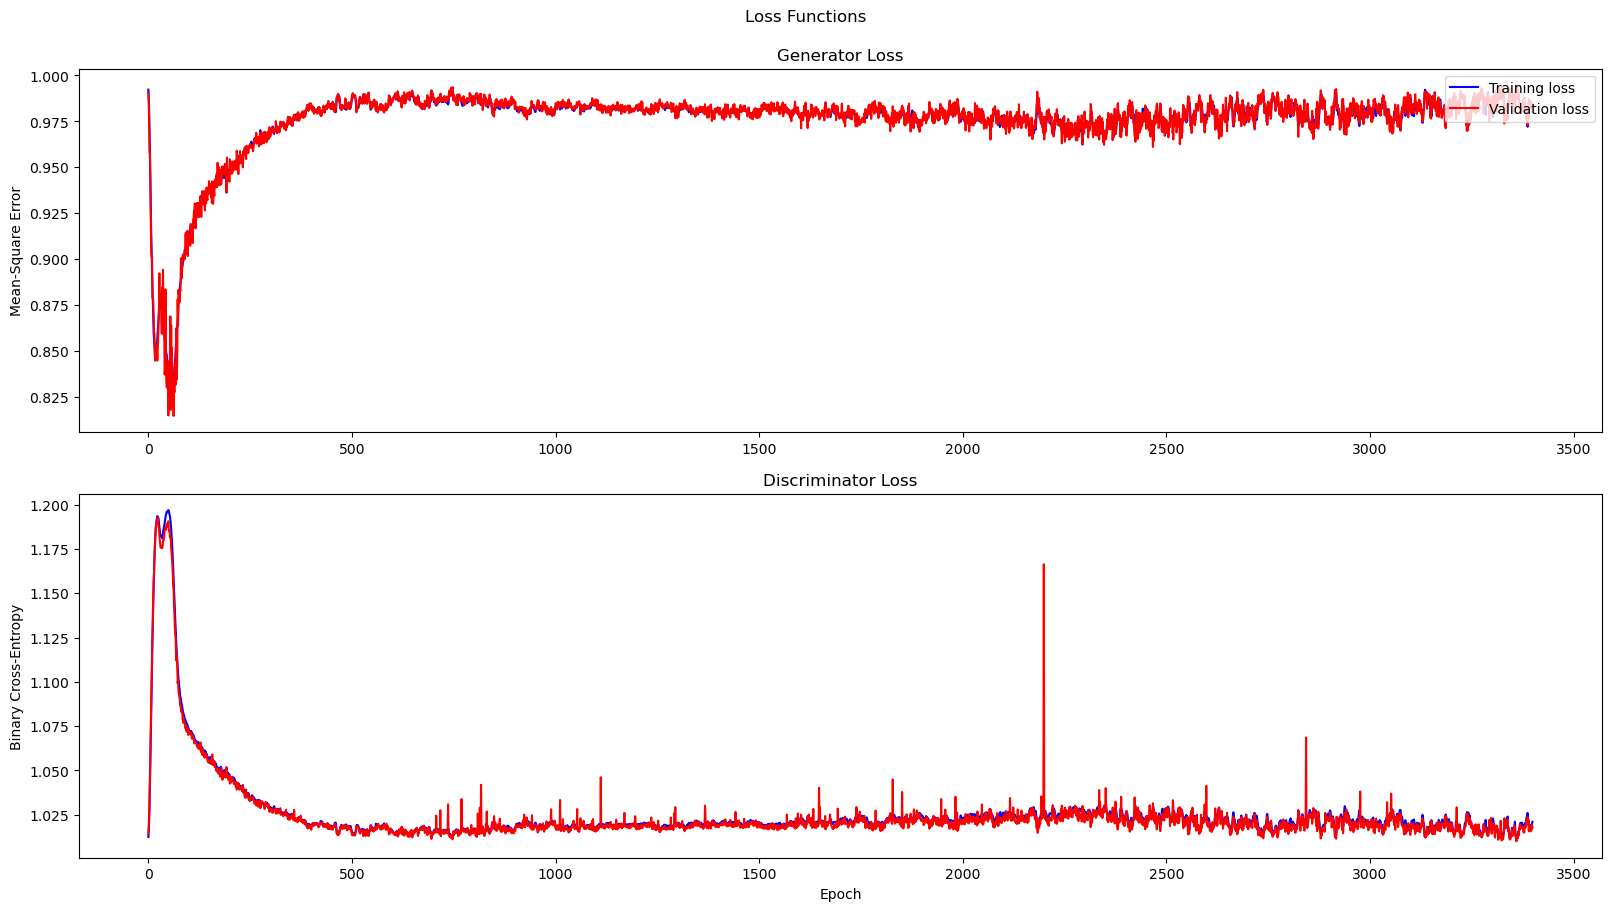 Loss Functions
Generator Loss
Mean-Square Error
1.000
0.975
0.950
0.925
0.900
0.875
0.850
0.825
Training loss
Validation loss
0 500 1000 1500 2000 2500 3000 3500
Discriminator Loss
Binary Cross-Entropy
1.200
1.175
1.150
1.125
1.100
1.075
1.050
1.025
0 500 1000 1500 2000 2500 3000 3500
Epoch